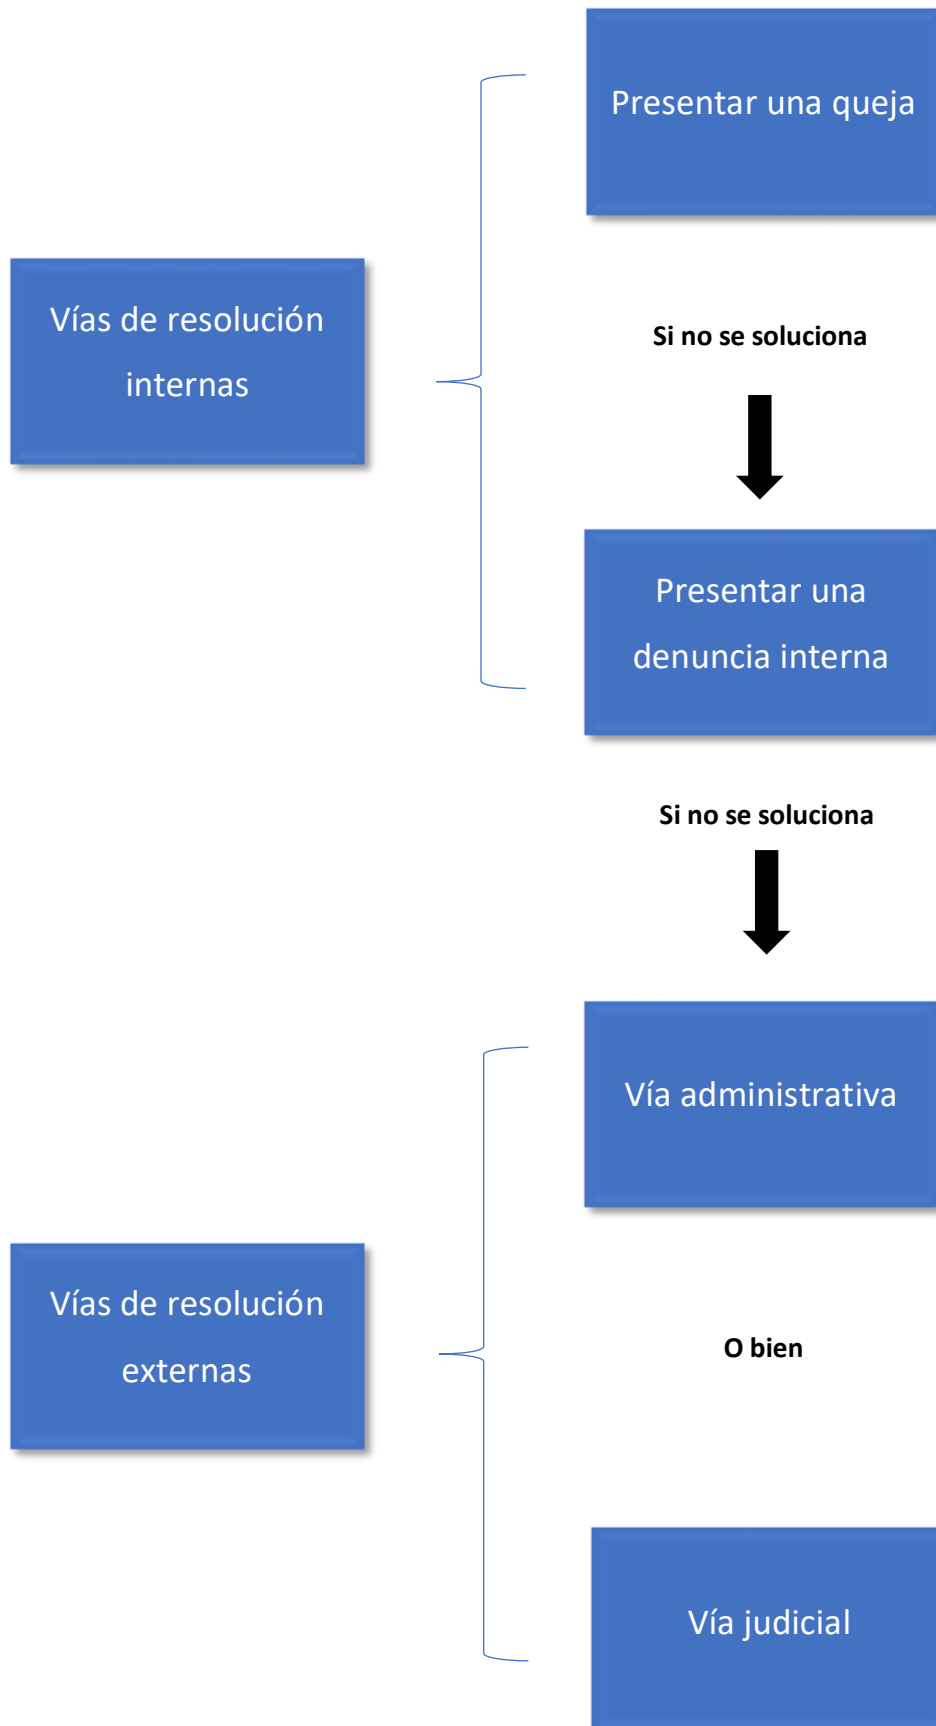 Presentar una queja
Vías de resolución
internas
Si no se soluciona
Presentar una
denuncia interna
Si no se soluciona
Vía administrativa
Vías de resolución
externas
O bien
Vía judicial